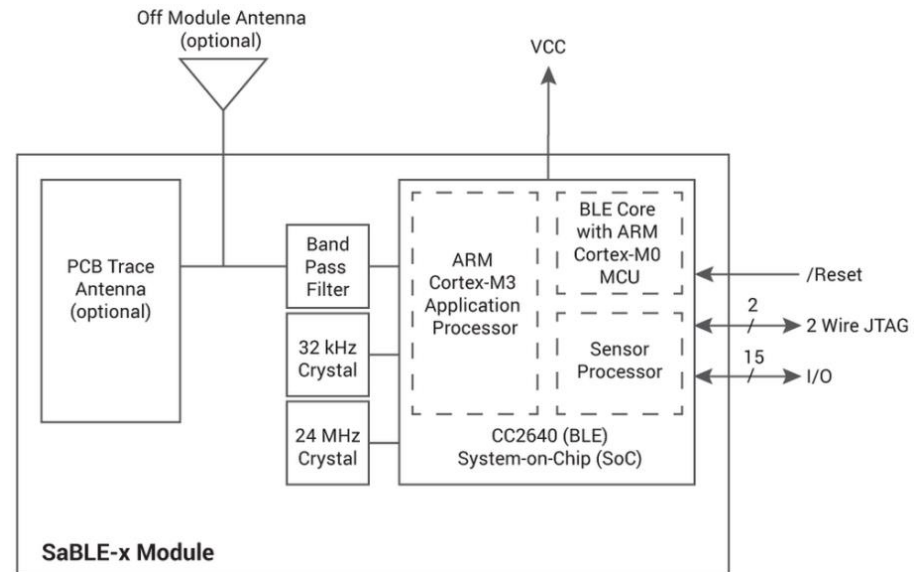 Off Module Antenna
(optional)
VCC
PCB Trace
Antenna
(optional)
Band
Pass
Filter
32 kHz
Crystal
24 MHz
Crystal
ARM
Cortex-M3
Application
Processor
BLE Core
with ARM
Cortex-M0
MCU
Sensor
Processor
CC2640 (BLE)
System-on-Chip (SoC)
/Reset
2
2 Wire JTAG
15
I/O
SaBLE-x Module